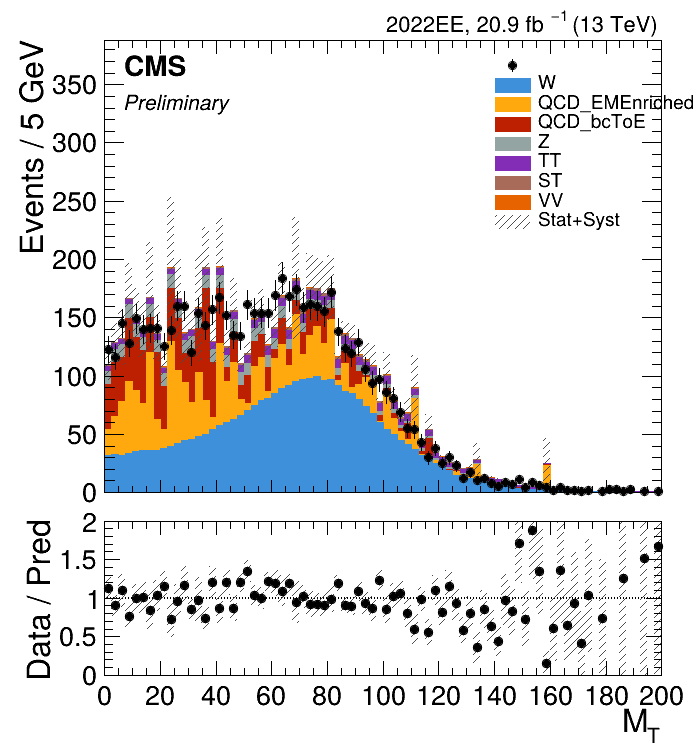 2022EE, 20.9 fb⁻¹ (13 TeV)
CMS
Preliminary
W
QCD_EMEnriched
QCD_bcToE
Z
TT
ST
VV
Stat+Syst
Events / 5 GeV
350
300
250
200
150
100
50
0
Data / Pred
2
1.5
1
0.5
0
0 20 40 60 80 100 120 140 160 180 200
M_T